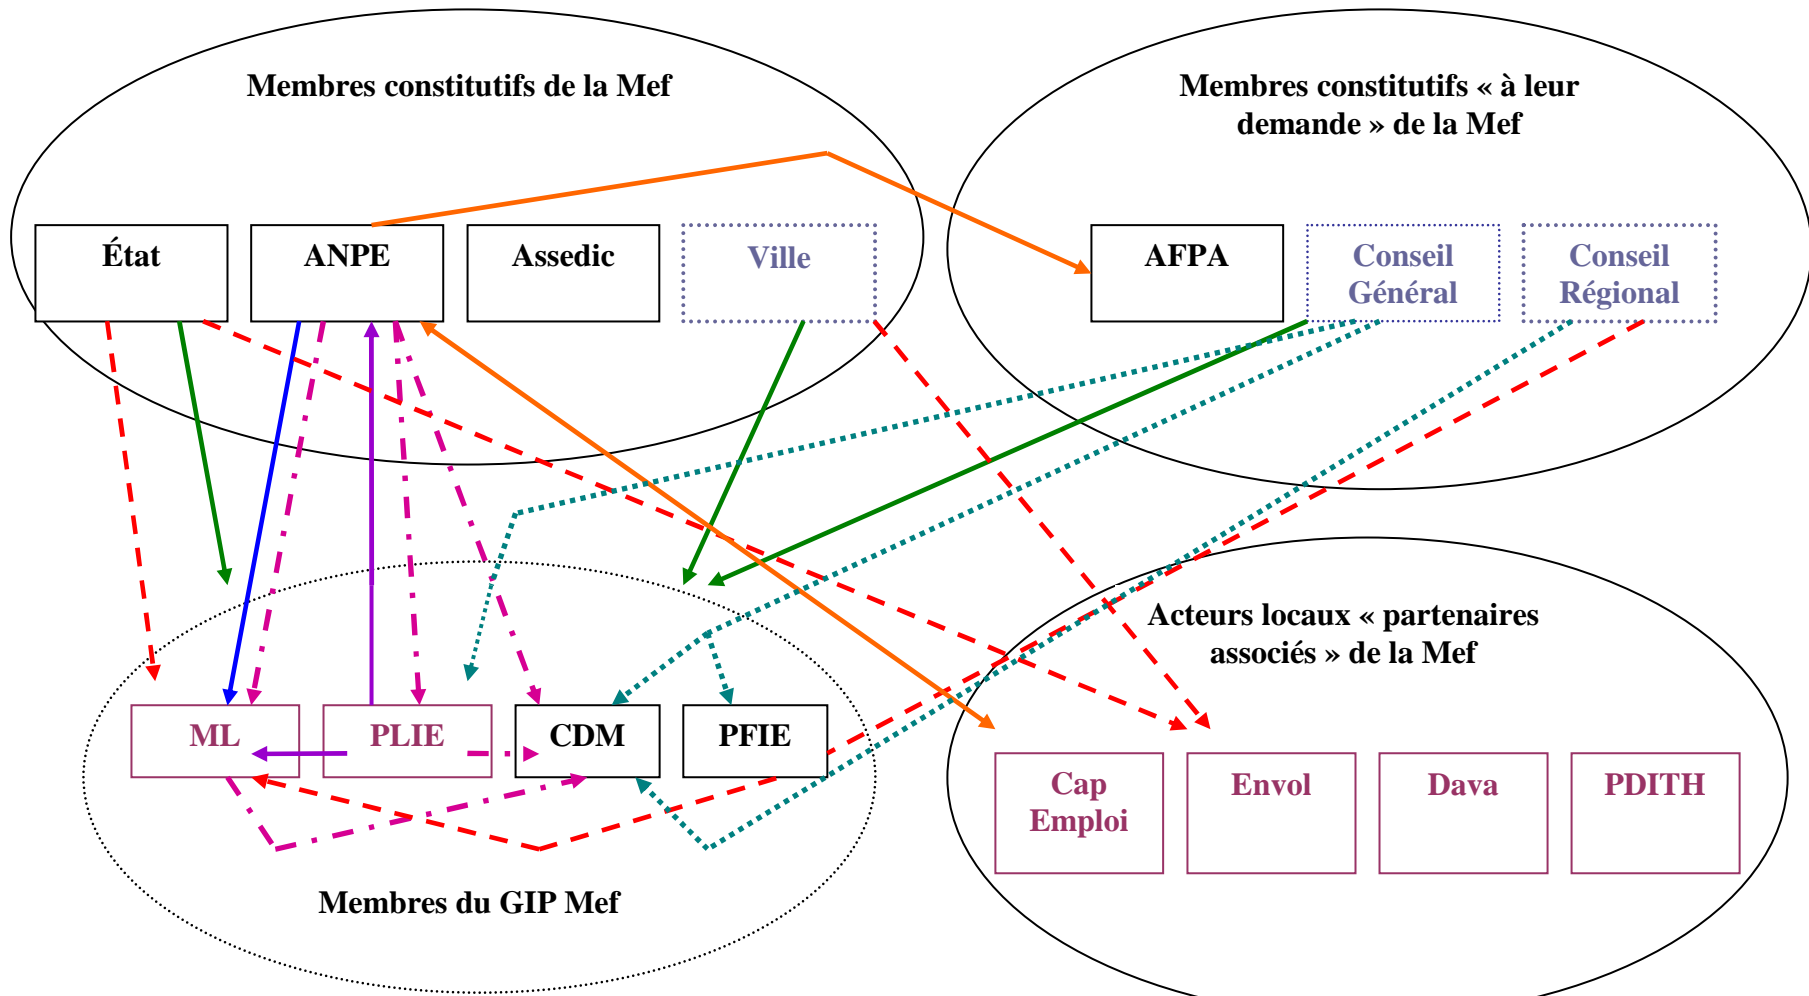 Membres constitutifs de la Mef
Membres constitutifs « à leur
demande » de la Mef
État
ANPE
Assedic
Ville
AFPA
Conseil
Général
Conseil
Régional
Acteurs locaux « partenaires
associés » de la Mef
ML
PLIE
CDM
PFIE
Cap
Emploi
Envol
Dava
PDITH
Membres du GIP Mef